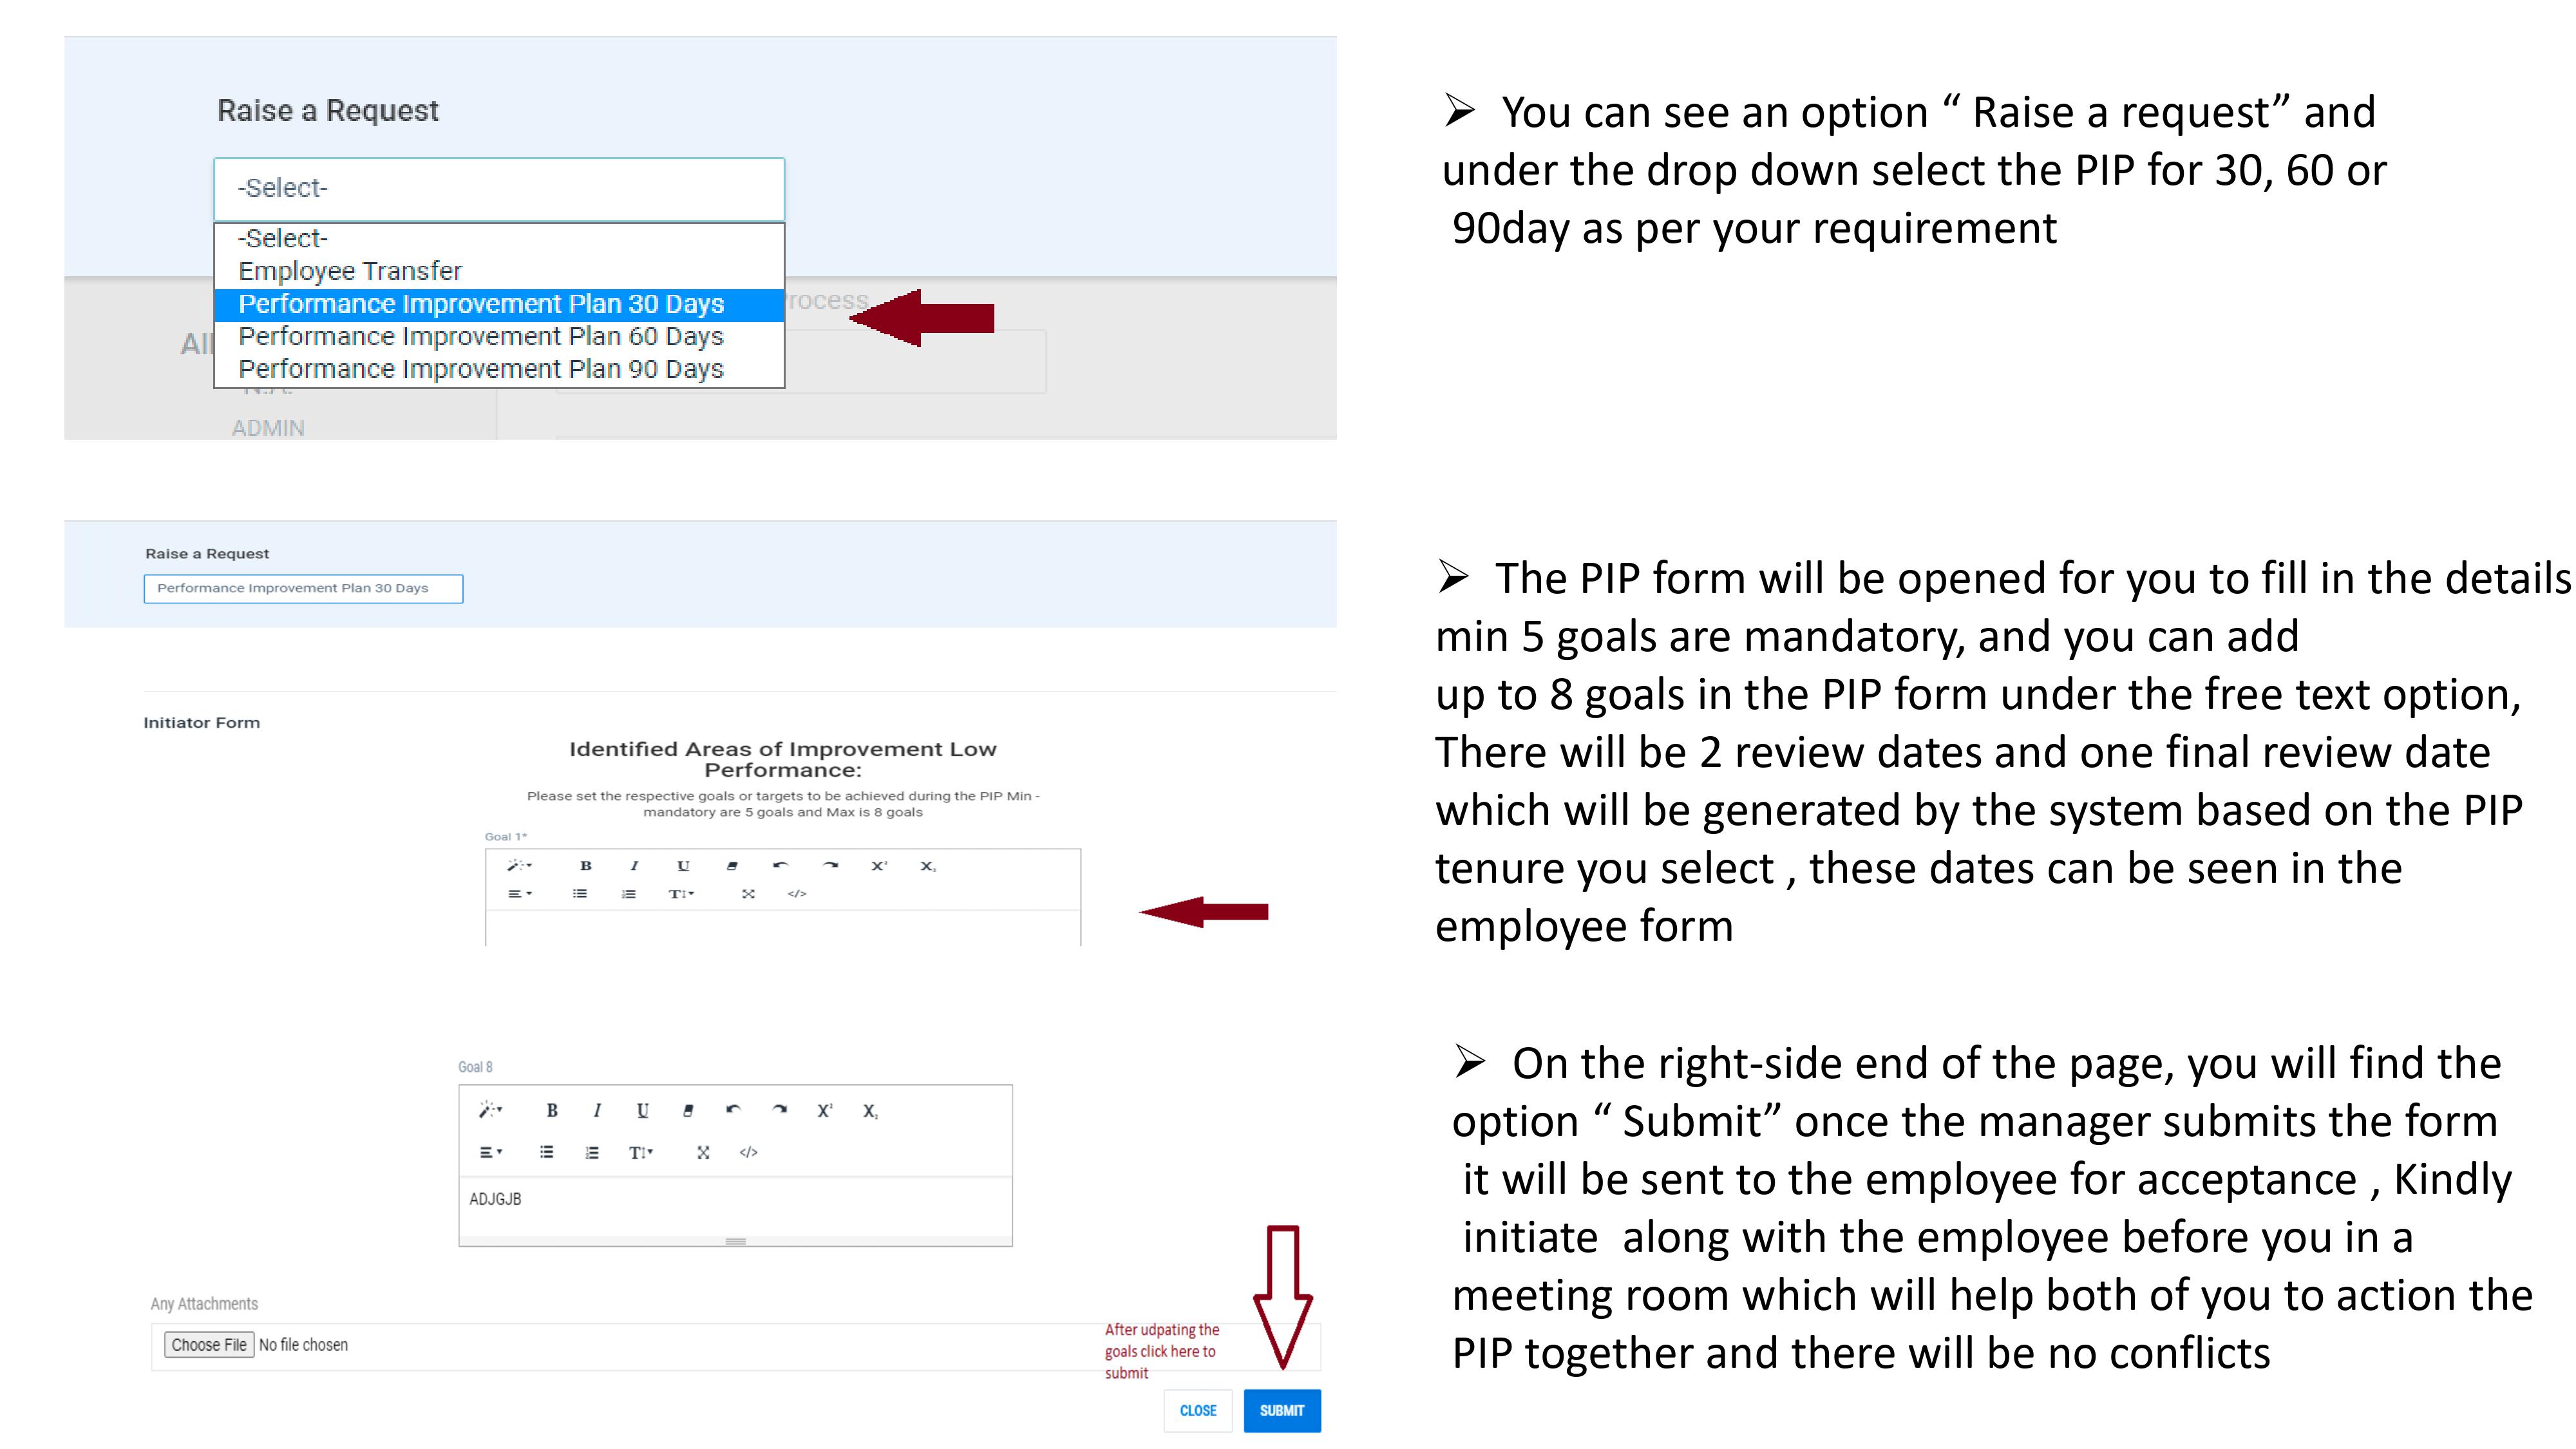 Raise a Request
-Select-
-Select-
Employee Transfer
Performance Improvement Plan 30 Days
Performance Improvement Plan 60 Days
Performance Improvement Plan 90 Days
rocess
All
N.A.
ADMIN
➢ You can see an option “ Raise a request” and
under the drop down select the PIP for 30, 60 or
90day as per your requirement
Raise a Request
Performance Improvement Plan 30 Days
Initiator Form
Identified Areas of Improvement Low
Performance:
Please set the respective goals or targets to be achieved during the PIP Min -
mandatory are 5 goals and Max is 8 goals
Goal 1*
B I U X² X₂
T </>
➢ The PIP form will be opened for you to fill in the details
min 5 goals are mandatory, and you can add
up to 8 goals in the PIP form under the free text option,
There will be 2 review dates and one final review date
which will be generated by the system based on the PIP
tenure you select , these dates can be seen in the
employee form
Goal 8
B I U X² X₂
T </>
ADJGJB
Any Attachments
Choose File No file chosen
After udpating the
goals click here to
submit
CLOSE SUBMIT
➢ On the right-side end of the page, you will find the
option “ Submit” once the manager submits the form
it will be sent to the employee for acceptance , Kindly
initiate along with the employee before you in a
meeting room which will help both of you to action the
PIP together and there will be no conflicts